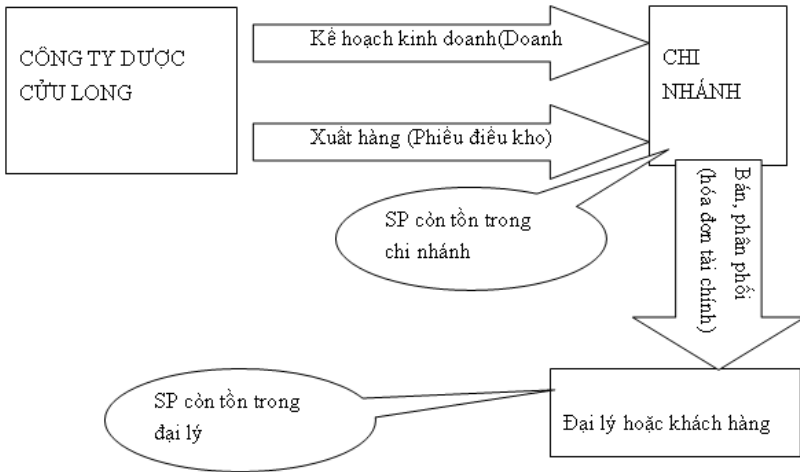 CÔNG TY DƯỢC
CỬU LONG
Kế hoạch kinh doanh(Doanh
CHI
NHÁNH
Xuất hàng (Phiếu điều kho)
SP còn tồn trong
chi nhánh
Bán, phân phối
(hóa đơn tài chính)
SP còn tồn trong
đại lý
Đại lý hoặc khách hàng